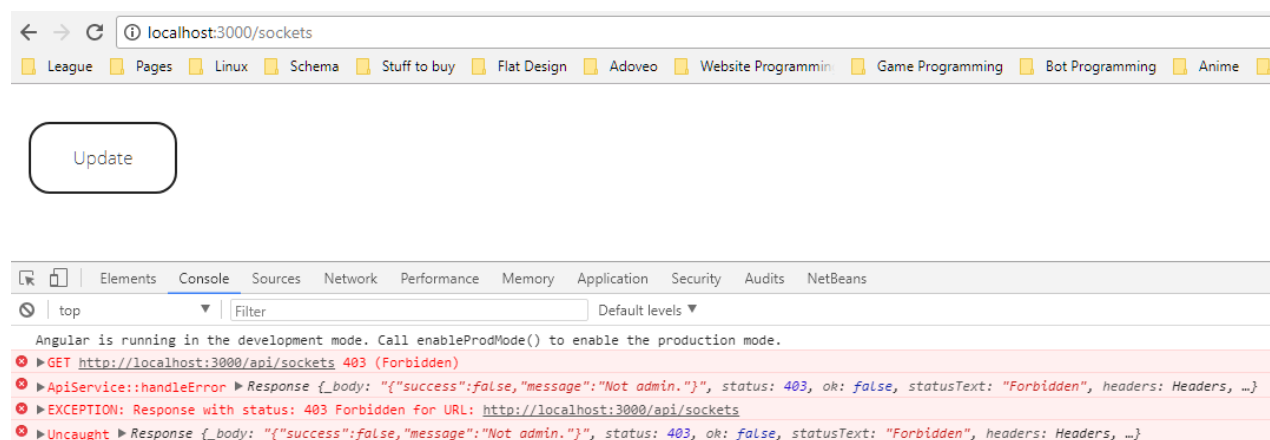 localhost:3000/sockets
League Pages Linux Schema Stuff to buy Flat Design Adoveo Website Programmin Game Programming Bot Programming Anime
Update
Elements Console Sources Network Performance Memory Application Security Audits NetBeans
top ▼ Filter Default levels ▼
Angular is running in the development mode. Call enableProdMode() to enable the production mode.
▶GET http://localhost:3000/api/sockets 403 (Forbidden)
▶ApiService::handleError ▶Response {_body: "{"success":false,"message":"Not admin."}", status: 403, ok: false, statusText: "Forbidden", headers: Headers, …}
▶EXCEPTION: Response with status: 403 Forbidden for URL: http://localhost:3000/api/sockets
▶Uncaught ▶Response {_body: "{"success":false,"message":"Not admin."}", status: 403, ok: false, statusText: "Forbidden", headers: Headers, …}